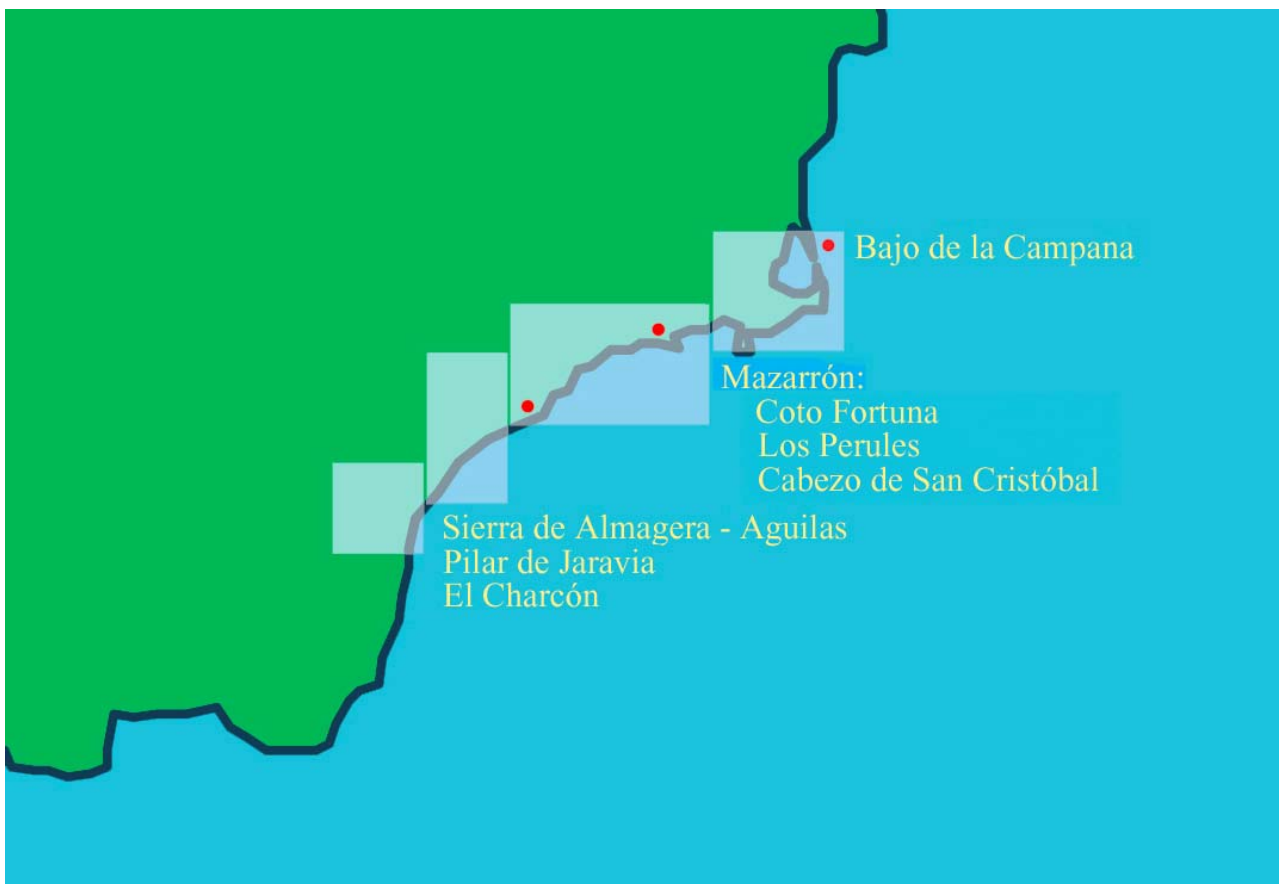 Bajo de la Campana
Mazarrón:
Coto Fortuna
Los Perules
Cabezo de San Cristóbal
Sierra de Almagera - Aguilas
Pilar de Jaravia
El Charcón